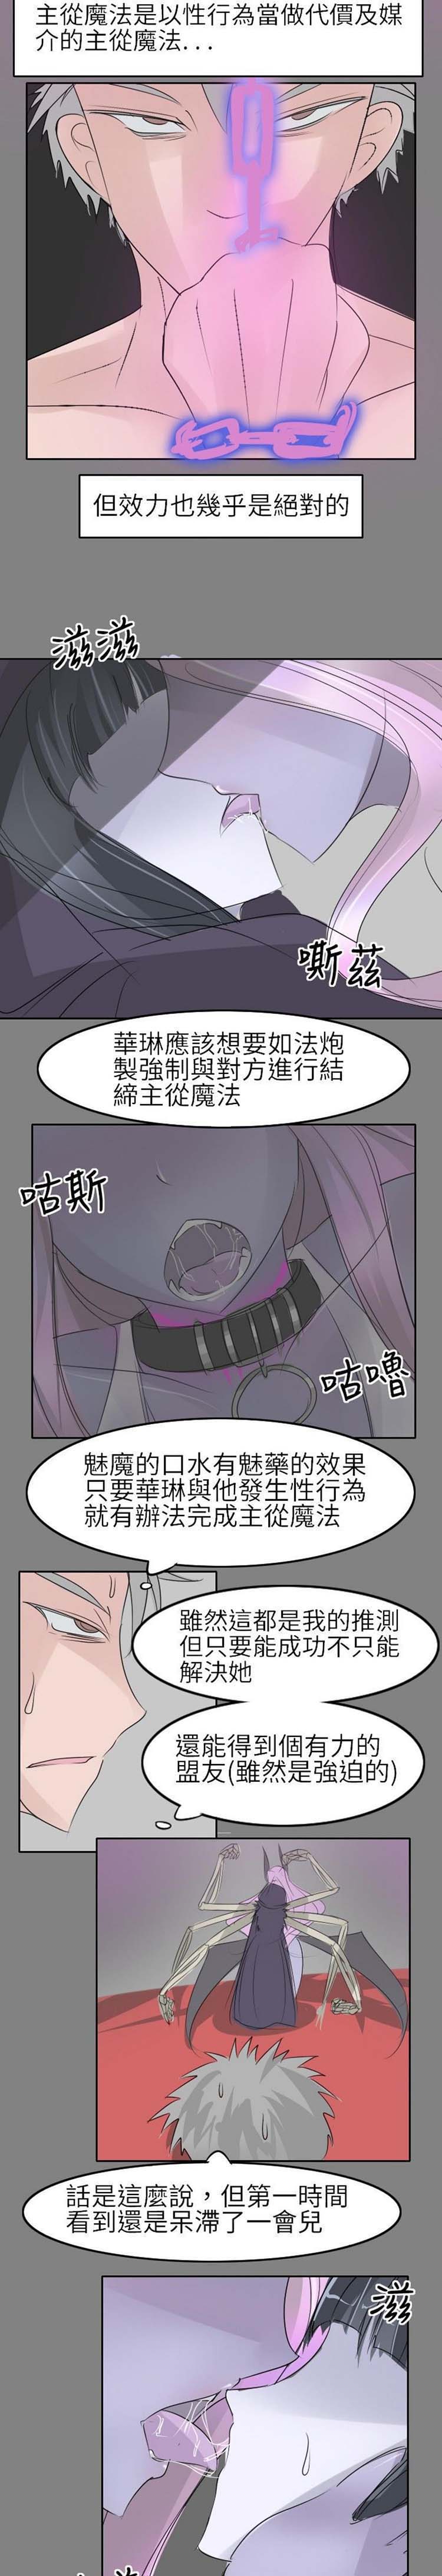 主從魔法是以性行為當做代價及媒
介的主從魔法...
但效力也幾乎是絕對的
滋滋
嘶茲
華琳應該想要如法炮
製強制與對方進行結
締主從魔法
咕斯
咕嚕
魅魔的口水有魅藥的效果
只要華琳與他發生性行為
就有辦法完成主從魔法
雖然這都是我的推測
但只要能成功不只能
解決她
還能得到個有力的
盟友(雖然是強迫的)
話是這麼說，但第一時間
看到還是呆滯了一會兒
滋